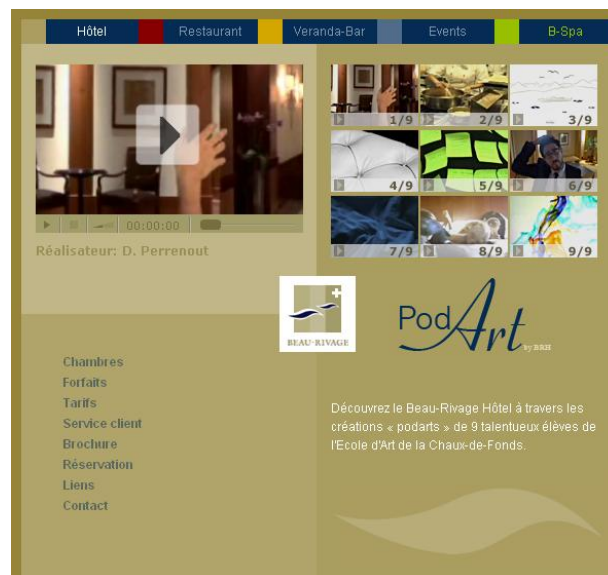 Hôtel
Restaurant
Veranda-Bar
Events
B-Spa
1/9
2/9
3/9
4/9
5/9
6/9
7/9
8/9
9/9
00:00:00
Réalisateur: D. Perrenout
BEAU-RIVAGE
PodArt
by BRH
Chambres
Forfaits
Tarifs
Service client
Brochure
Réservation
Liens
Contact
Découvrez le Beau-Rivage Hôtel à travers les
créations « podarts » de 9 talentueux élèves de
l'Ecole d'Art de la Chaux-de-Fonds.